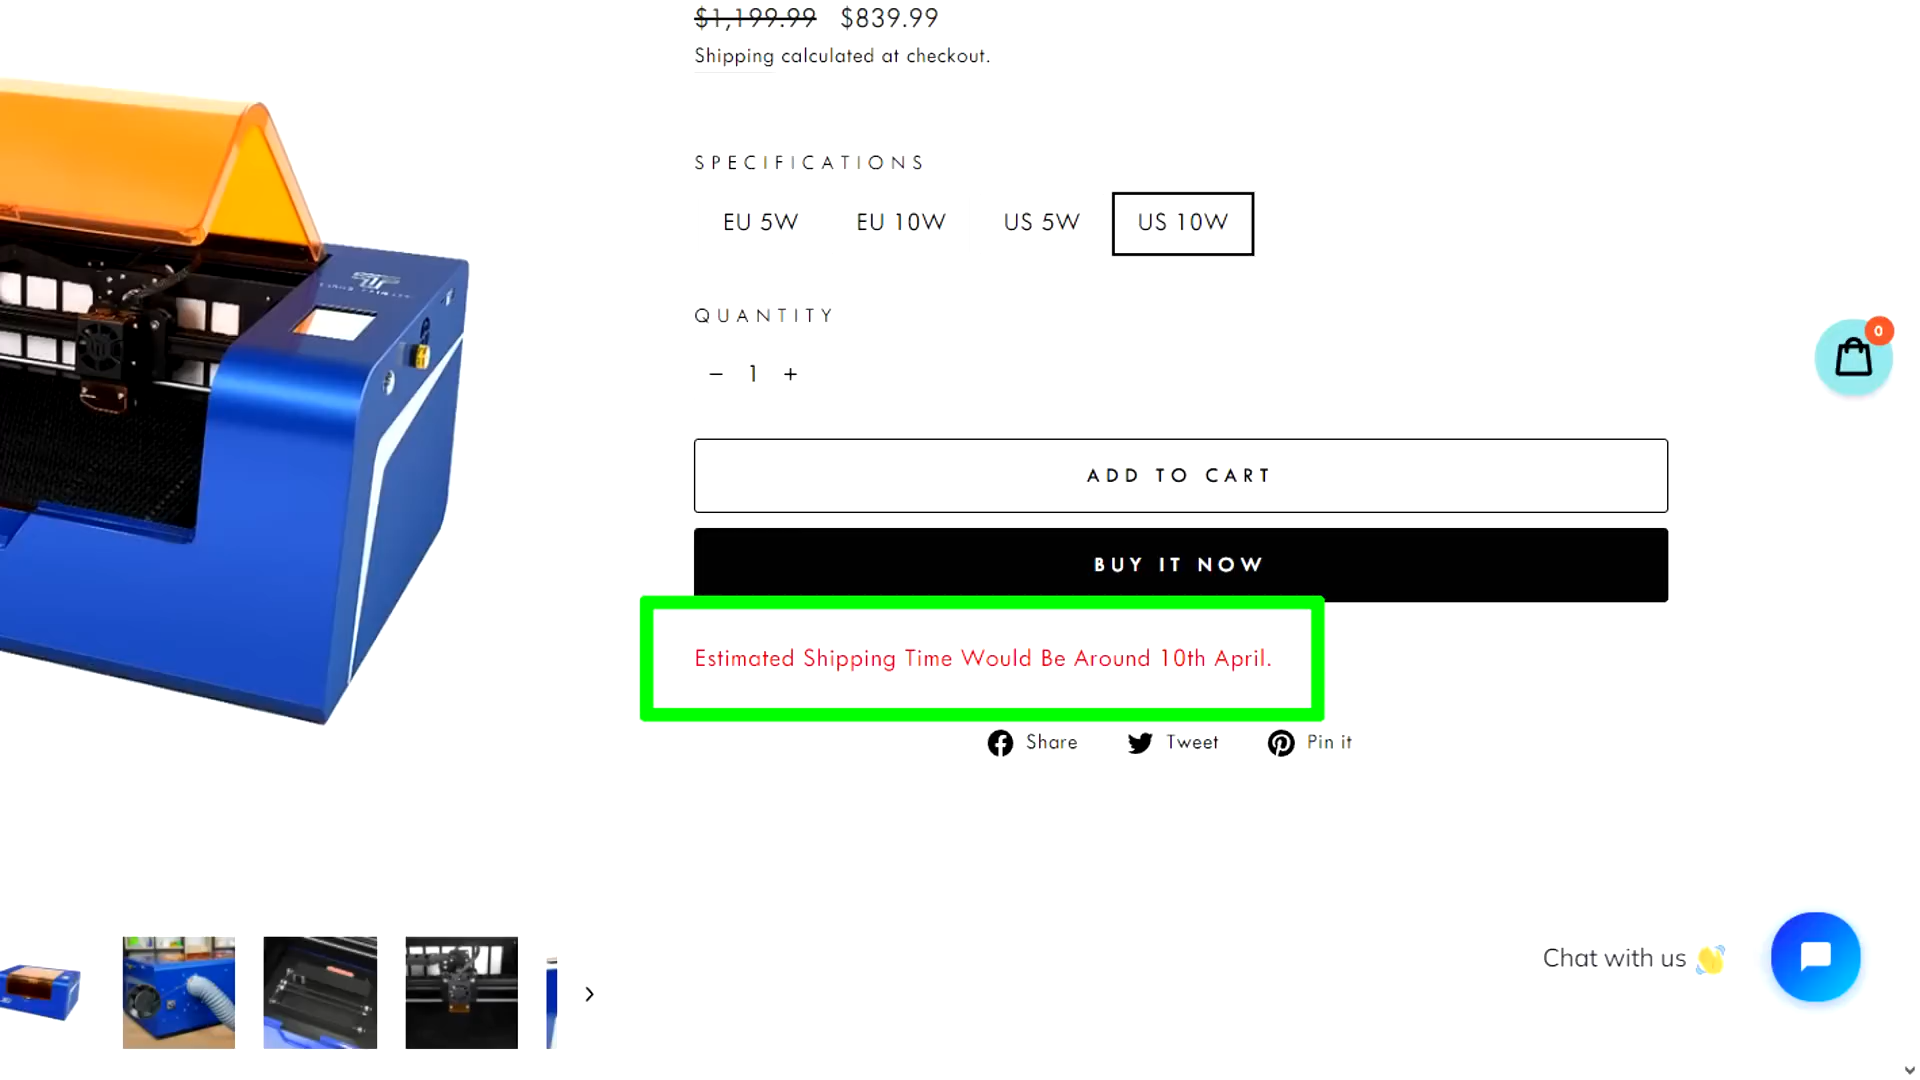 $1,199.99 $839.99
Shipping calculated at checkout.
SPECIFICATIONS
EU 5W EU 10W US 5W US 10W
QUANTITY
− 1 +
ADD TO CART
BUY IT NOW
Estimated Shipping Time Would Be Around 10th April.
Share Tweet Pin it
0
Chat with us 👋